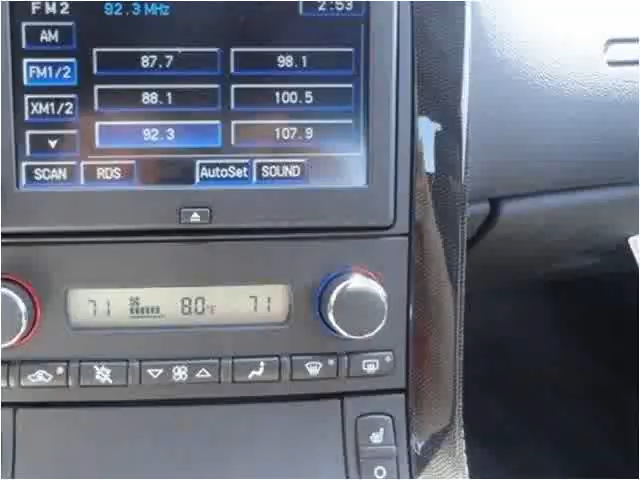 FM2 92.3 MHz 2:53
AM
FM1/2
XM1/2
87.7 98.1
88.1 100.5
92.3 107.9
SCAN RDS AutoSet SOUND
71 80°F 71